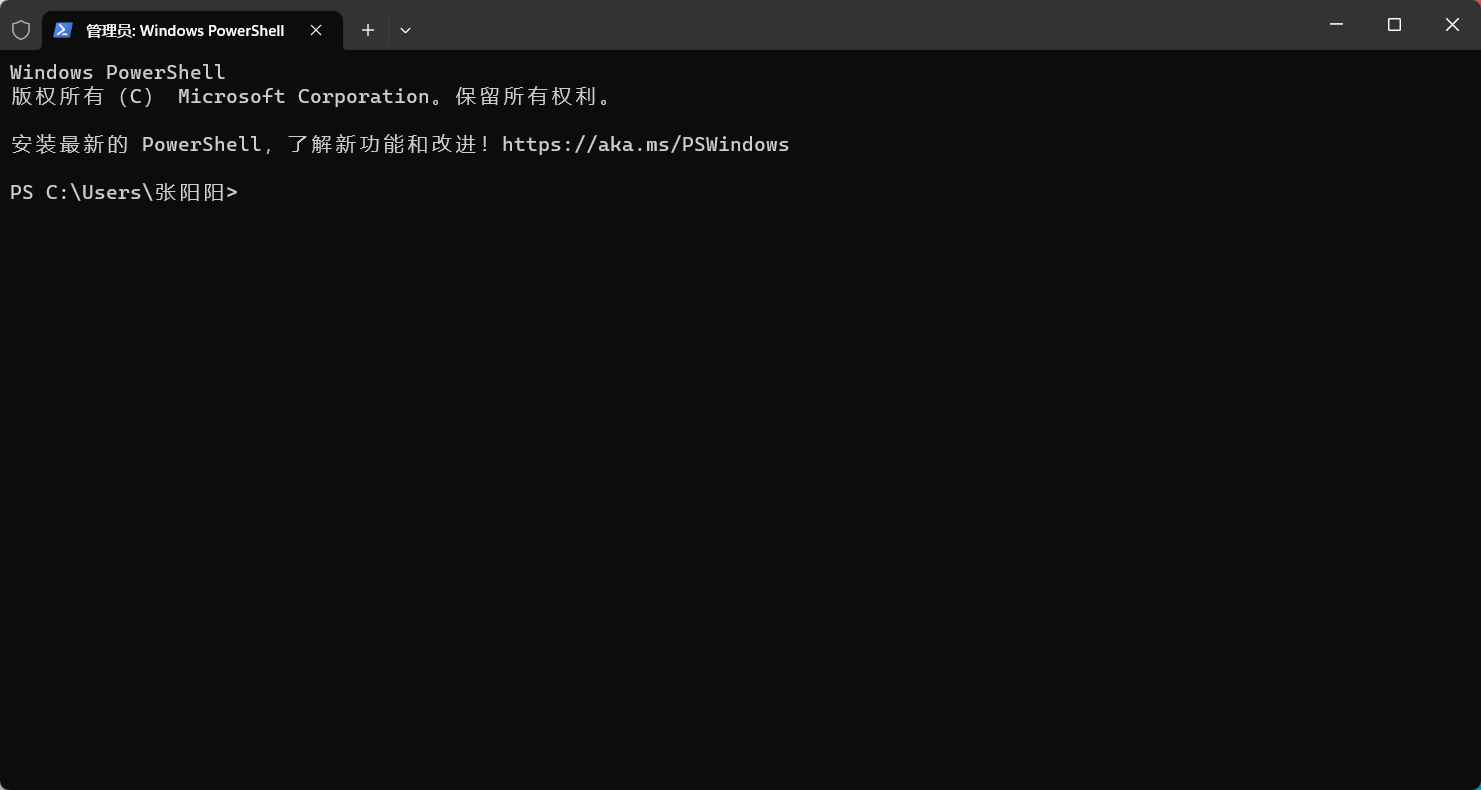 管理员: Windows PowerShell
Windows PowerShell
版权所有（C） Microsoft Corporation。保留所有权利。
安装最新的 PowerShell，了解新功能和改进！https://aka.ms/PSWindows
PS C:\Users\张阳阳>